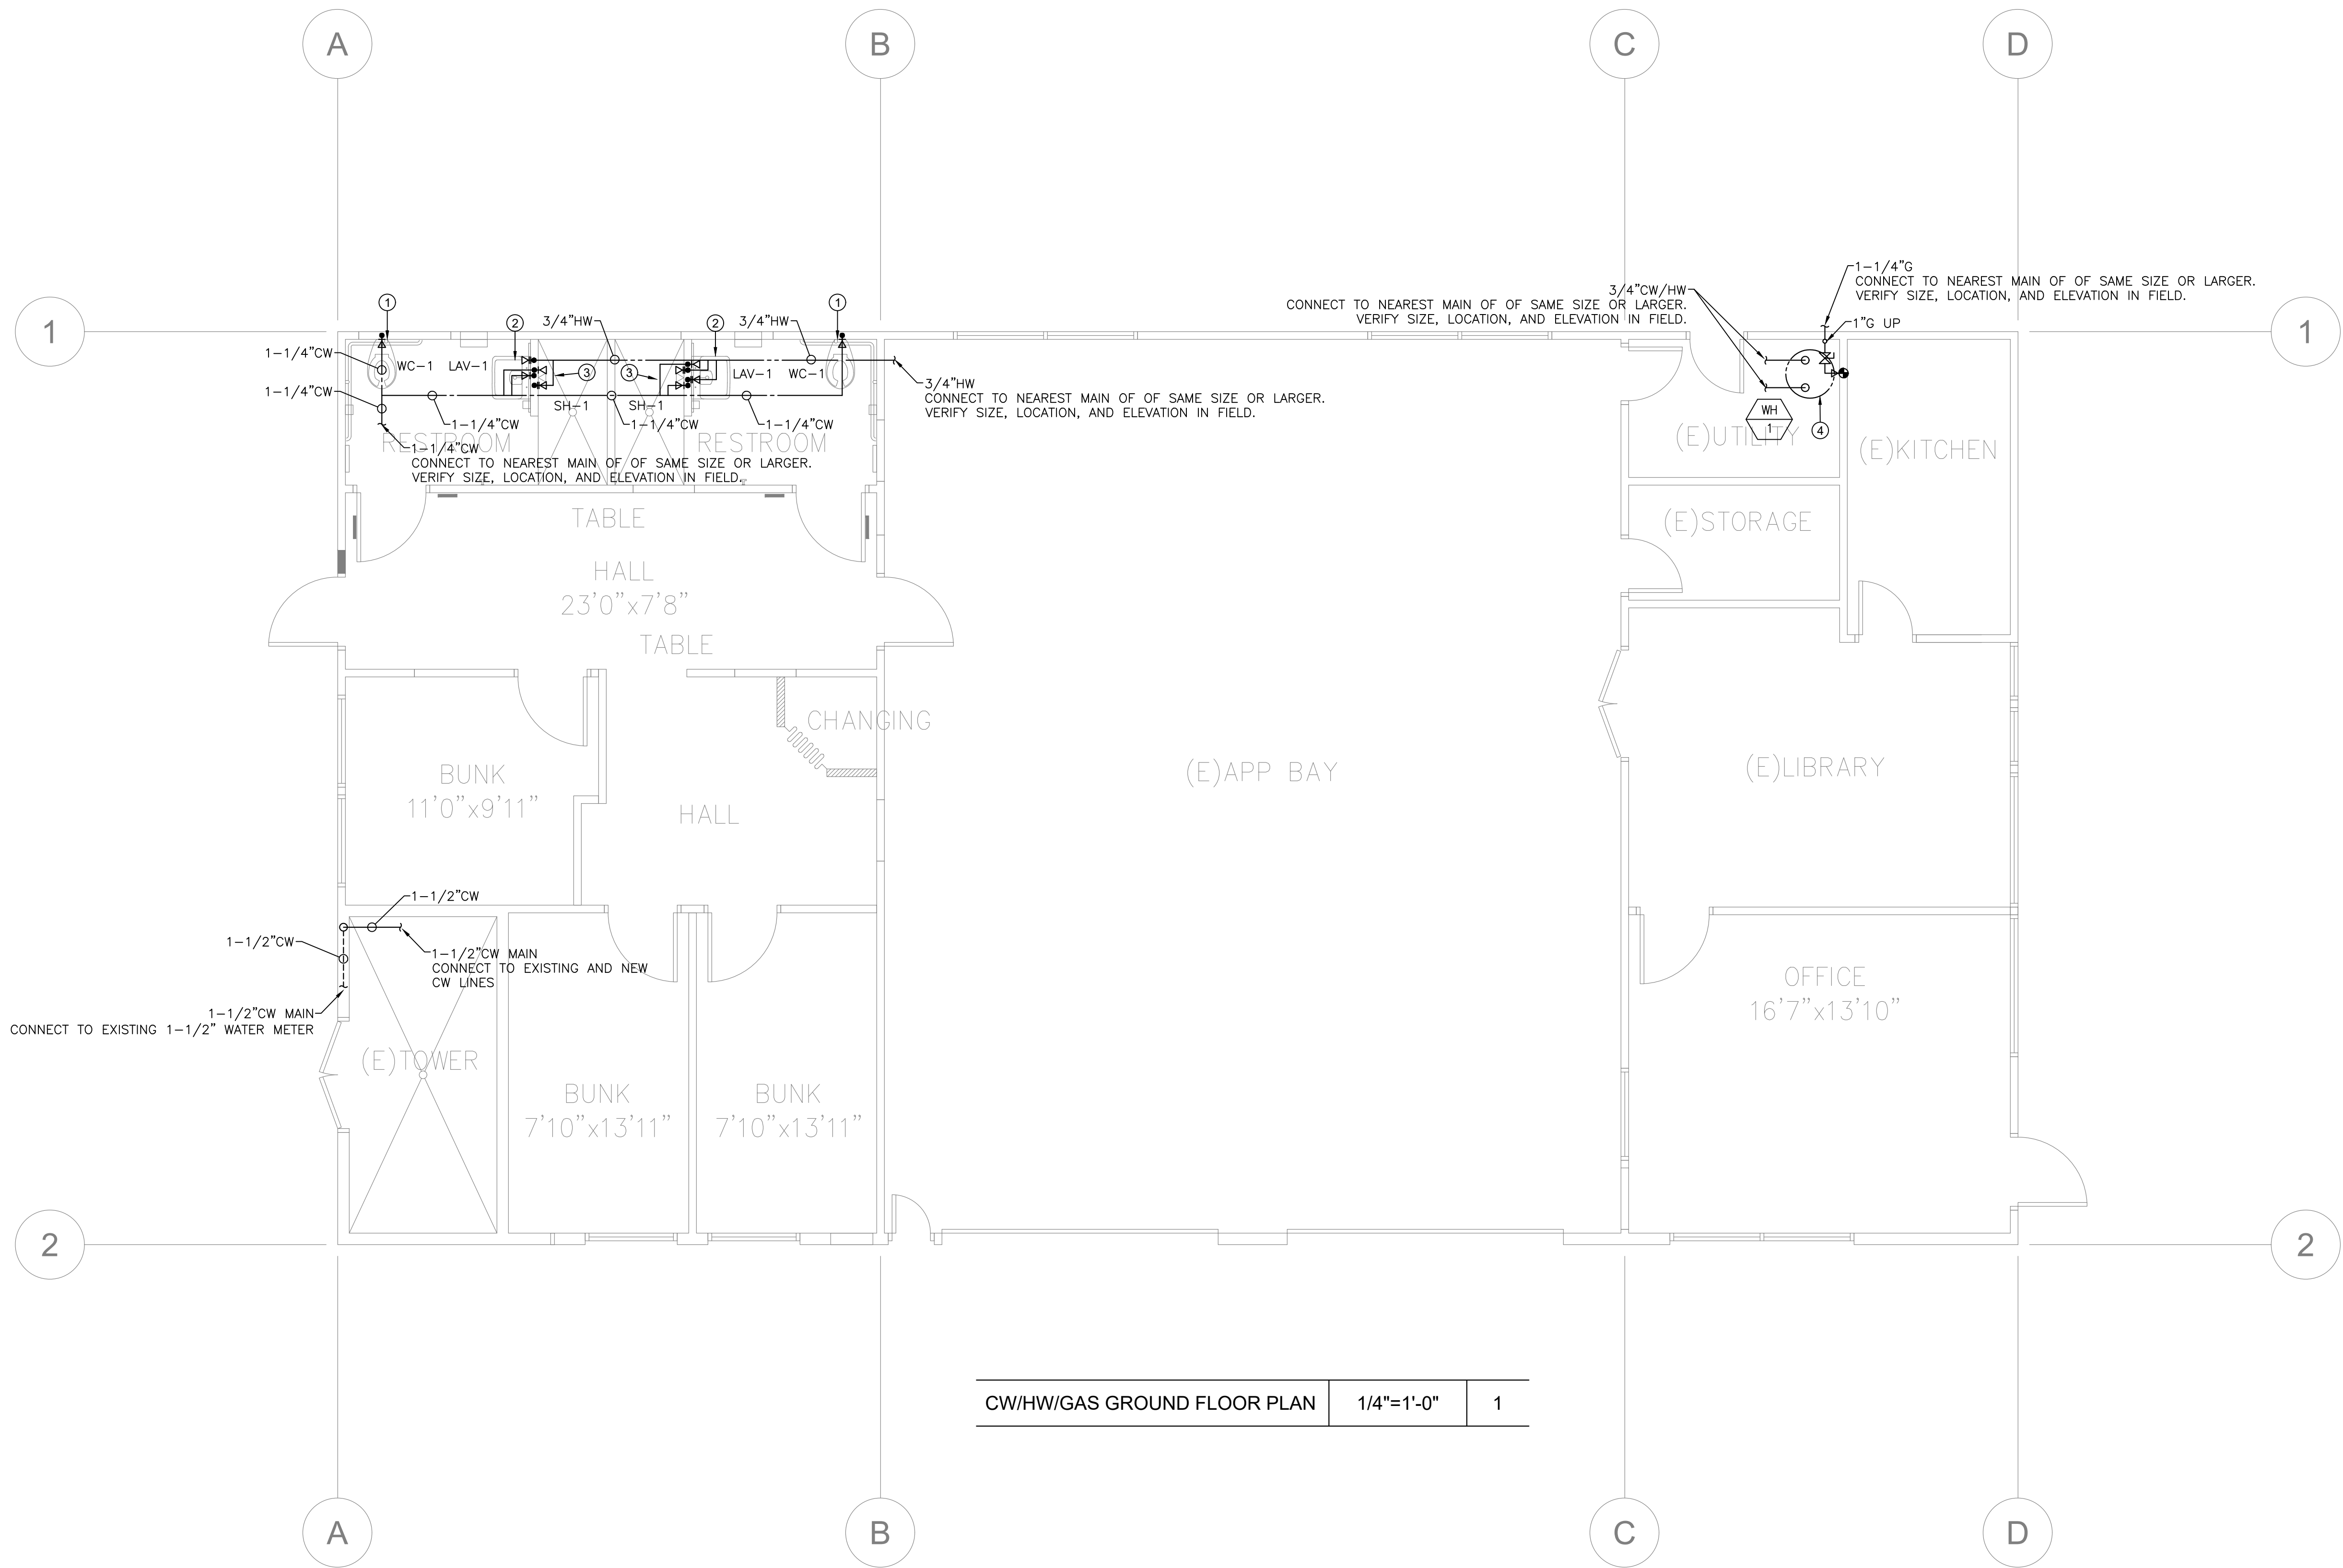 A
B
C
D
1
1
1-1/4"G
CONNECT TO NEAREST MAIN OF OF SAME SIZE OR LARGER.
VERIFY SIZE, LOCATION, AND ELEVATION IN FIELD.
3/4"CW/HW
CONNECT TO NEAREST MAIN OF OF SAME SIZE OR LARGER.
VERIFY SIZE, LOCATION, AND ELEVATION IN FIELD.
1"G UP
1
2
3/4"HW
2
3/4"HW
1
1-1/4"CW
WC-1
LAV-1
3
3
LAV-1
WC-1
1-1/4"CW
SH-1
SH-1
3/4"HW
CONNECT TO NEAREST MAIN OF OF SAME SIZE OR LARGER.
VERIFY SIZE, LOCATION, AND ELEVATION IN FIELD.
1-1/4"CW
1-1/4"CW
1-1/4"CW
RESTROOM
RESTROOM
1-1/4"CW
CONNECT TO NEAREST MAIN OF OF SAME SIZE OR LARGER.
VERIFY SIZE, LOCATION, AND ELEVATION IN FIELD.
WH
1
4
(E)UTILITY
(E)KITCHEN
TABLE
(E)STORAGE
HALL
23'0"x7'8"
TABLE
CHANGING
BUNK
11'0"x9'11"
HALL
(E)APP BAY
(E)LIBRARY
1-1/2"CW
1-1/2"CW
1-1/2"CW MAIN
CONNECT TO EXISTING AND NEW
CW LINES
1-1/2"CW MAIN
CONNECT TO EXISTING 1-1/2" WATER METER
(E)TOWER
BUNK
7'10"x13'11"
BUNK
7'10"x13'11"
OFFICE
16'7"x13'10"
2
2
CW/HW/GAS GROUND FLOOR PLAN
1/4"=1'-0"
1
A
B
C
D